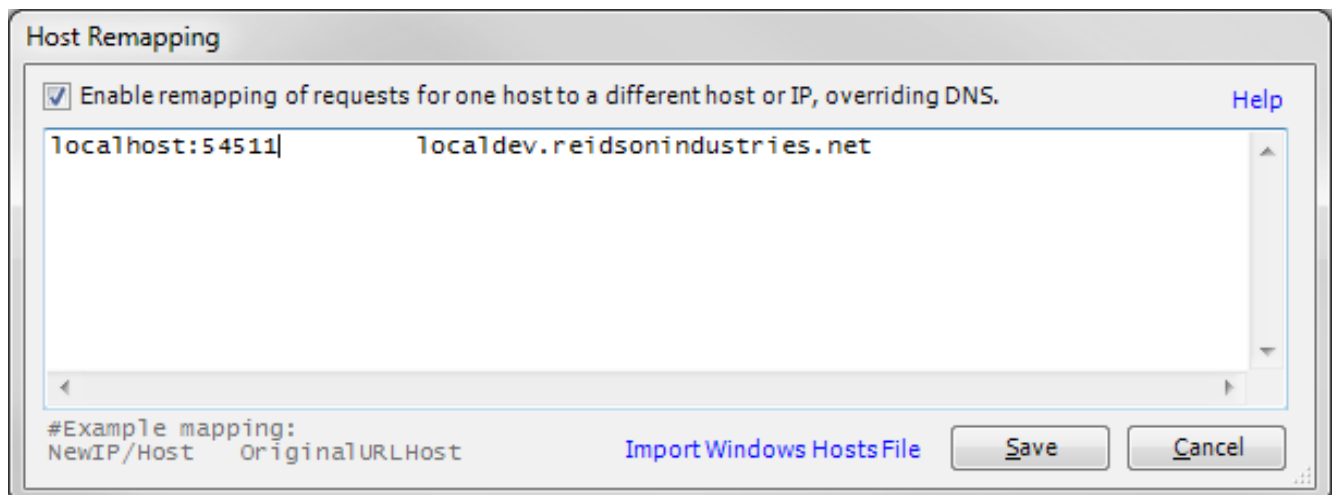 Host Remapping
Enable remapping of requests for one host to a different host or IP, overriding DNS.
Help
localhost:54511 localdev.reidsonindustries.net
#Example mapping:
NewIP/Host OriginalURLHost
Import Windows Hosts File
Save
Cancel